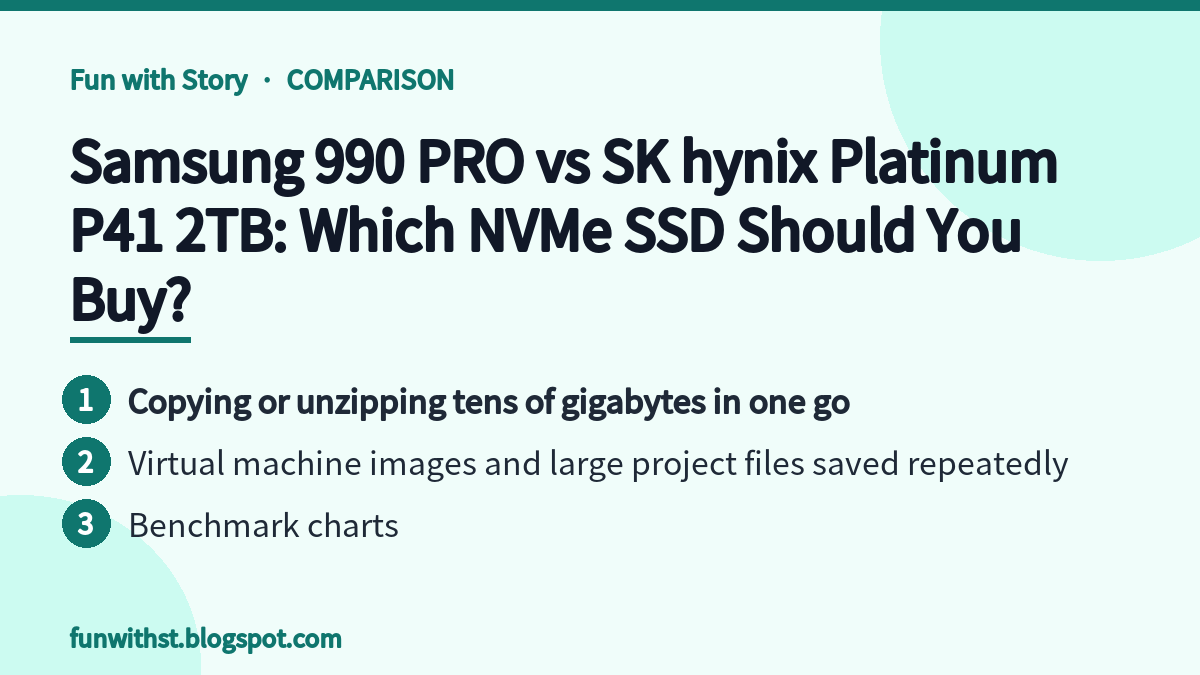 Fun with Story · COMPARISON
Samsung 990 PRO vs SK hynix Platinum
P41 2TB: Which NVMe SSD Should You
Buy?
1 Copying or unzipping tens of gigabytes in one go
2 Virtual machine images and large project files saved repeatedly
3 Benchmark charts
funwithst.blogspot.com